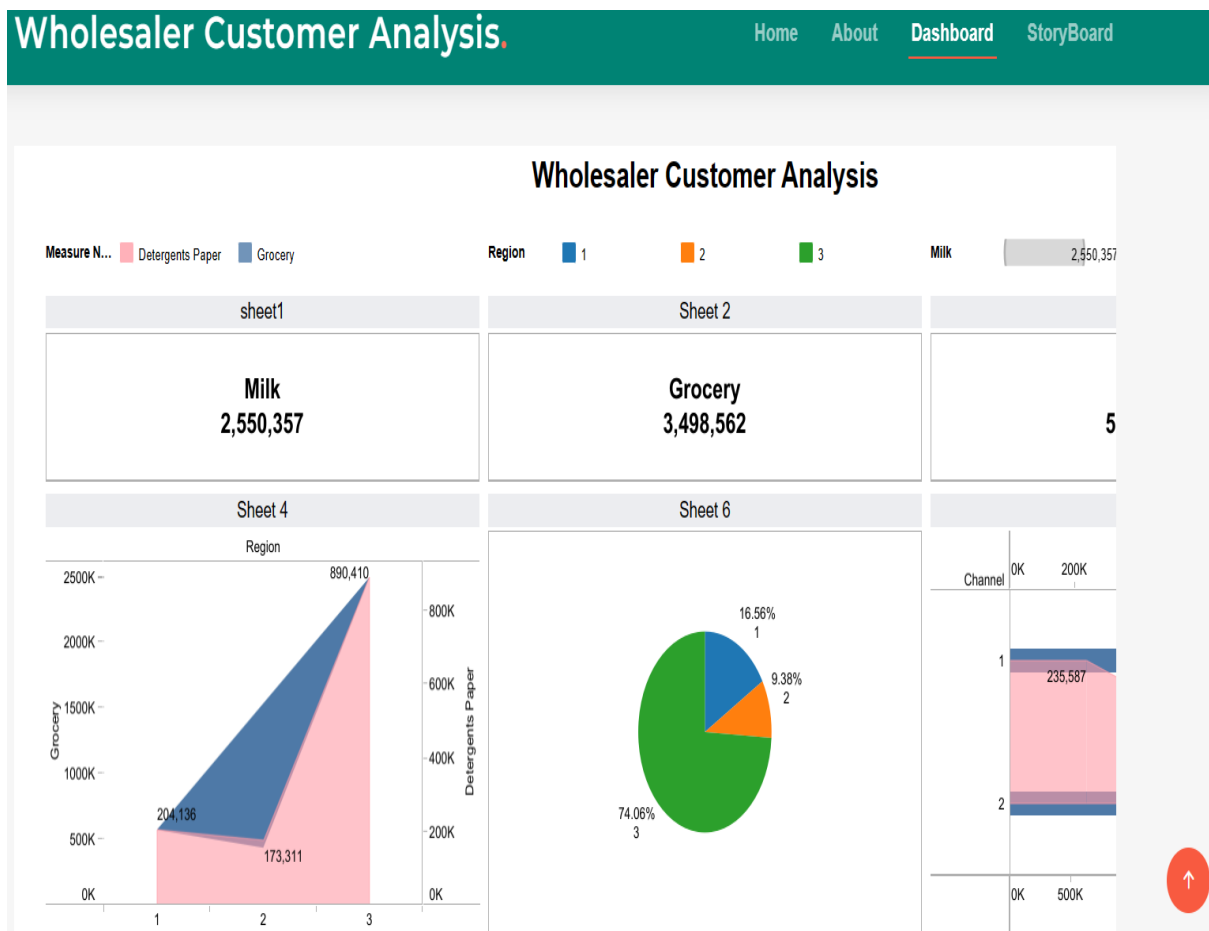 Wholesaler Customer Analysis.
Home About Dashboard StoryBoard
Wholesaler Customer Analysis
Measure N... Detergents Paper Grocery
Region 1 2 3
Milk 2,550,357
sheet1
Sheet 2
Milk
2,550,357
Grocery
3,498,562
5
Sheet 4
Sheet 6
Region
2500K
2000K
1500K
1000K
500K
0K
Grocery
890,410
204,136
173,311
800K
600K
400K
200K
0K
Detergents Paper
1 2 3
16.56%
1
9.38%
2
74.06%
3
Channel
0K 200K
1
235,587
2
0K 500K